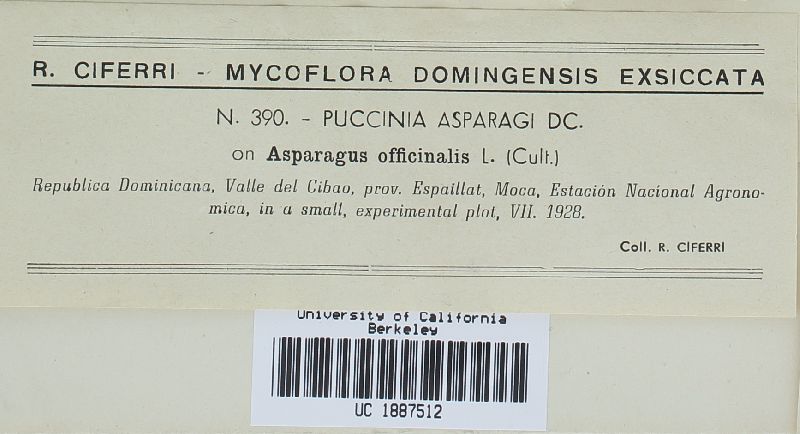 R. CIFERRI - MYCOFLORA DOMINGENSIS EXSICCATA
N. 390. - PUCCINIA ASPARAGI DC.
on Asparagus officinalis L. (Cult.)
Republica Dominicana, Valle del Cibao, prov. Espaillat, Moca, Estación Nacional Agrono-
mica, in a small, experimental plot, VII. 1928.
Coll. R. CIFERRI
University of California
Berkeley
UC 1887512